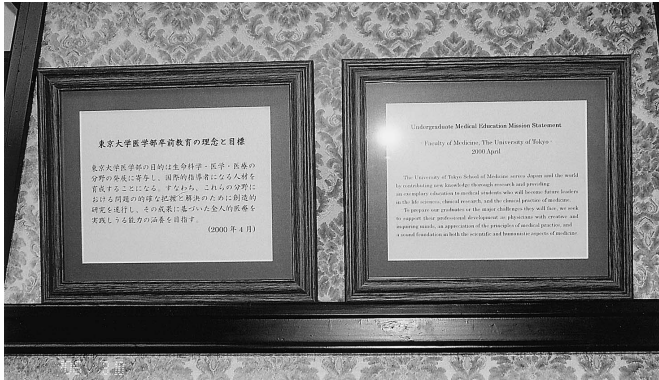 東京大学医学部卒前教育の理念と目標
東京大学医学部の目的は生命科学・医学・医療の
分野の発展に寄与し、国際的指導者になる人材を
育成することになる。すなわち、これらの分野に
おける問題の的確な把握と解決のために創造的
研究を遂行し、その成果に基づいた全人的医療を
実践しうる能力の涵養を目指す。
(2000年4月)
Undergraduate Medical Education Mission Statement
Faculty of Medicine, The University of Tokyo
2000 April
The University of Tokyo School of Medicine serves Japan and the world
by contributing new knowledge thorough research and providing
an exemplary education to medical students who will become future leaders
in the life sciences, clinical research, and the clinical practice of medicine.
To prepare our graduates for the major challenges they will face, we seek
to support their professional development as physicians with creative and
inquiring minds, an appreciation of the principles of medical practice, and
a sound foundation in both the scientific and humanistic aspects of medicine.